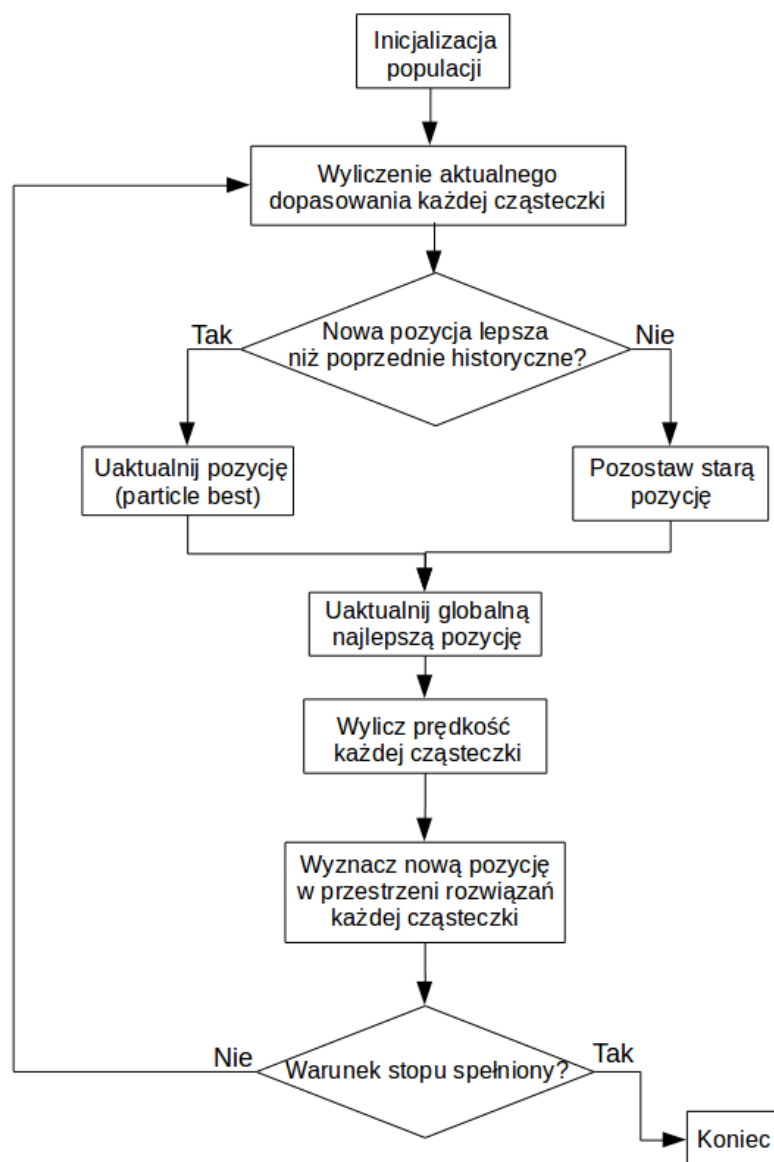 Inicjalizacja
populacji
Wyliczenie aktualnego
dopasowania każdej cząsteczki
Tak
Nowa pozycja lepsza
niż poprzednie historyczne?
Nie
Uaktualnij pozycję
(particle best)
Pozostaw starą
pozycję
Uaktualnij globalną
najlepszą pozycję
Wylicz prędkość
każdej cząsteczki
Wyznacz nową pozycję
w przestrzeni rozwiązań
każdej cząsteczki
Nie
Warunek stopu spełniony?
Tak
Koniec